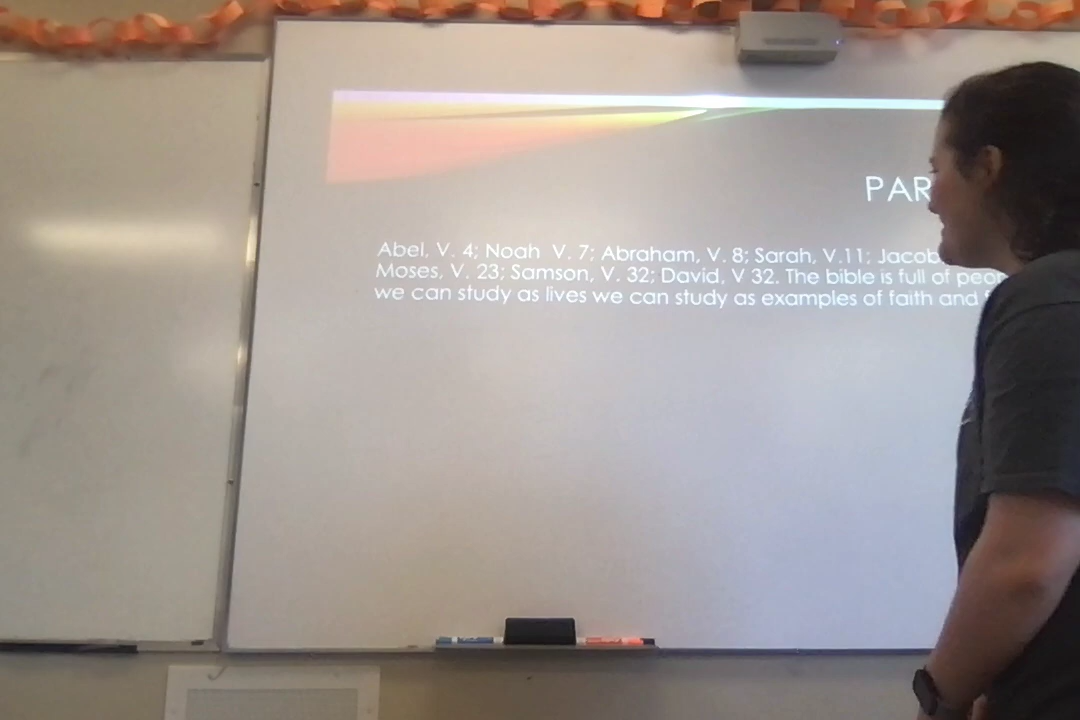 PAR
Abel, V. 4; Noah V. 7; Abraham, V. 8; Sarah, V.11; Jacob
Moses, V. 23; Samson, V. 32; David, V 32. The bible is full of
we can study as lives we can study as examples of faith and